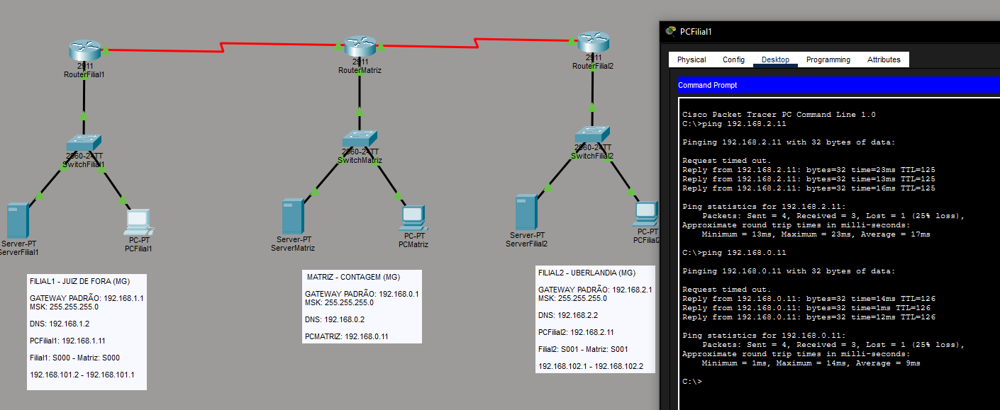 2911
RouterFilial1
2911
RouterMatriz
2911
RouterFilial2
2960-24TT
SwitchFilial1
2960-24TT
SwitchMatriz
2960-24TT
SwitchFilial2
Server-PT
ServerFilial1
PC-PT
PCFilial1
Server-PT
ServerMatriz
PC-PT
PCMatriz
Server-PT
ServerFilial2
PC-PT
FILIAL1 - JUIZ DE FORA (MG)
GATEWAY PADRÃO: 192.168.1.1
MSK: 255.255.255.0
DNS: 192.168.1.2
PCFilial1: 192.168.1.11
Filial1: S000 - Matriz: S000
192.168.101.2 - 192.168.101.1
MATRIZ - CONTAGEM (MG)
GATEWAY PADRÃO: 192.168.0.1
MSK: 255.255.255.0
DNS: 192.168.0.2
PCMATRIZ: 192.168.0.11
FILIAL2 - UBERLANDIA (MG)
GATEWAY PADRÃO: 192.168.2.1
MSK: 255.255.255.0
DNS: 192.168.2.2
PCFilial2: 192.168.2.11
Filial2: S001 - Matriz: S001
192.168.102.1 - 192.168.102.2
PCFilial1
Physical Config Desktop Programming Attributes
Command Prompt
Cisco Packet Tracer PC Command Line 1.0
C:\>ping 192.168.2.11
Pinging 192.168.2.11 with 32 bytes of data:
Request timed out.
Reply from 192.168.2.11: bytes=32 time=23ms TTL=125
Reply from 192.168.2.11: bytes=32 time=13ms TTL=125
Reply from 192.168.2.11: bytes=32 time=16ms TTL=125
Ping statistics for 192.168.2.11:
Packets: Sent = 4, Received = 3, Lost = 1 (25% loss),
Approximate round trip times in milli-seconds:
Minimum = 13ms, Maximum = 23ms, Average = 17ms
C:\>ping 192.168.0.11
Pinging 192.168.0.11 with 32 bytes of data:
Request timed out.
Reply from 192.168.0.11: bytes=32 time=14ms TTL=126
Reply from 192.168.0.11: bytes=32 time=1ms TTL=126
Reply from 192.168.0.11: bytes=32 time=12ms TTL=126
Ping statistics for 192.168.0.11:
Packets: Sent = 4, Received = 3, Lost = 1 (25% loss),
Approximate round trip times in milli-seconds:
Minimum = 1ms, Maximum = 14ms, Average = 9ms
C:\>